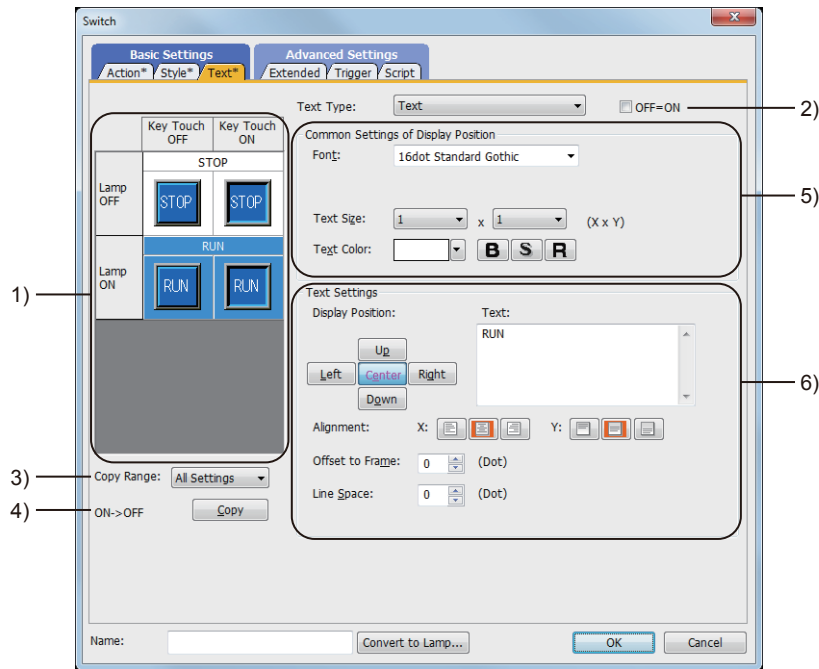 Switch
x
Basic Settings
Advanced Settings
Action* Style* Text* Extended Trigger Script
Text Type: Text OFF=ON 2)
Key Touch OFF
Key Touch ON
STOP
Lamp OFF
STOP STOP
RUN
Lamp ON
RUN RUN
1)
Common Settings of Display Position
Font: 16dot Standard Gothic
5)
Text Size: 1 x 1 (X x Y)
Text Color: B S R
Text Settings
Display Position: Text:
RUN
Up
Left Center Right
Down
6)
Alignment: X: Y:
Offset to Frame: 0 (Dot)
Line Space: 0 (Dot)
3) Copy Range: All Settings
4) ON->OFF Copy
Name: Convert to Lamp... OK Cancel